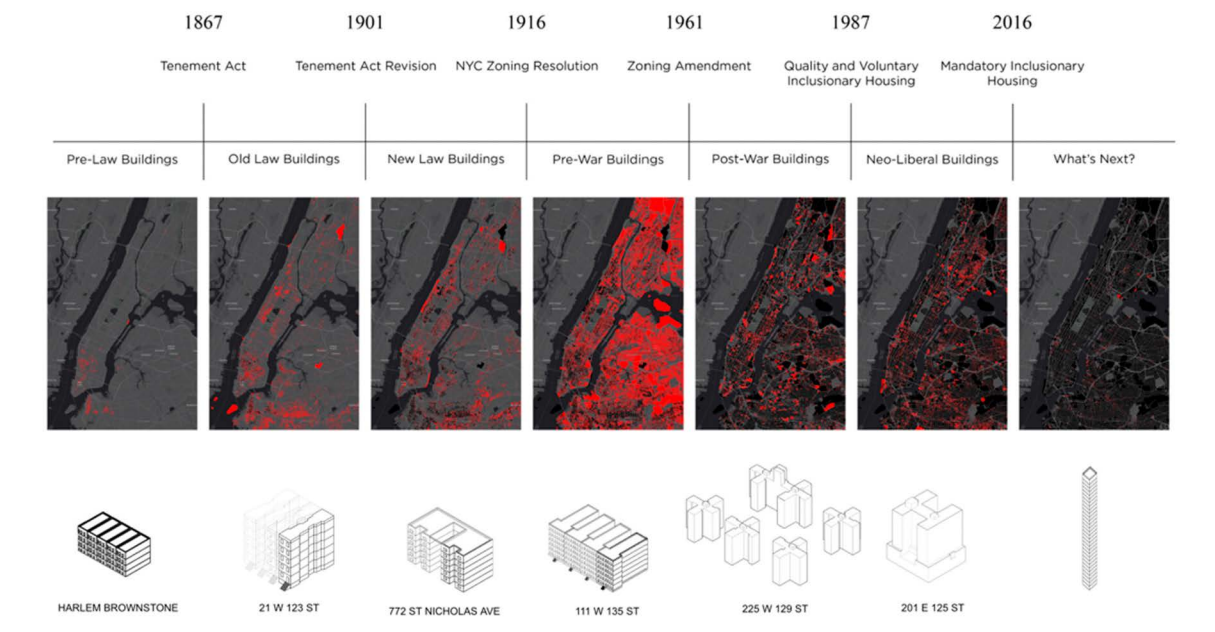 1867 1901 1916 1961 1987 2016
Tenement Act
Tenement Act Revision
NYC Zoning Resolution
Zoning Amendment
Quality and Voluntary
Inclusionary Housing
Mandatory Inclusionary
Housing
Pre-Law Buildings
Old Law Buildings
New Law Buildings
Pre-War Buildings
Post-War Buildings
Neo-Liberal Buildings
What's Next?
HARLEM BROWNSTONE
21 W 123 ST
772 ST NICHOLAS AVE
111 W 135 ST
225 W 129 ST
201 E 125 ST